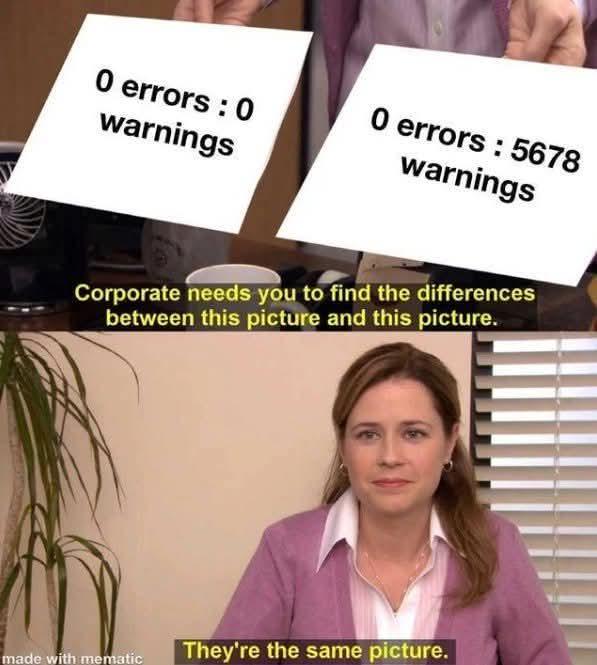 0 errors : 0
warnings
0 errors : 5678
warnings
Corporate needs you to find the differences
between this picture and this picture.
They're the same picture.
made with mematic